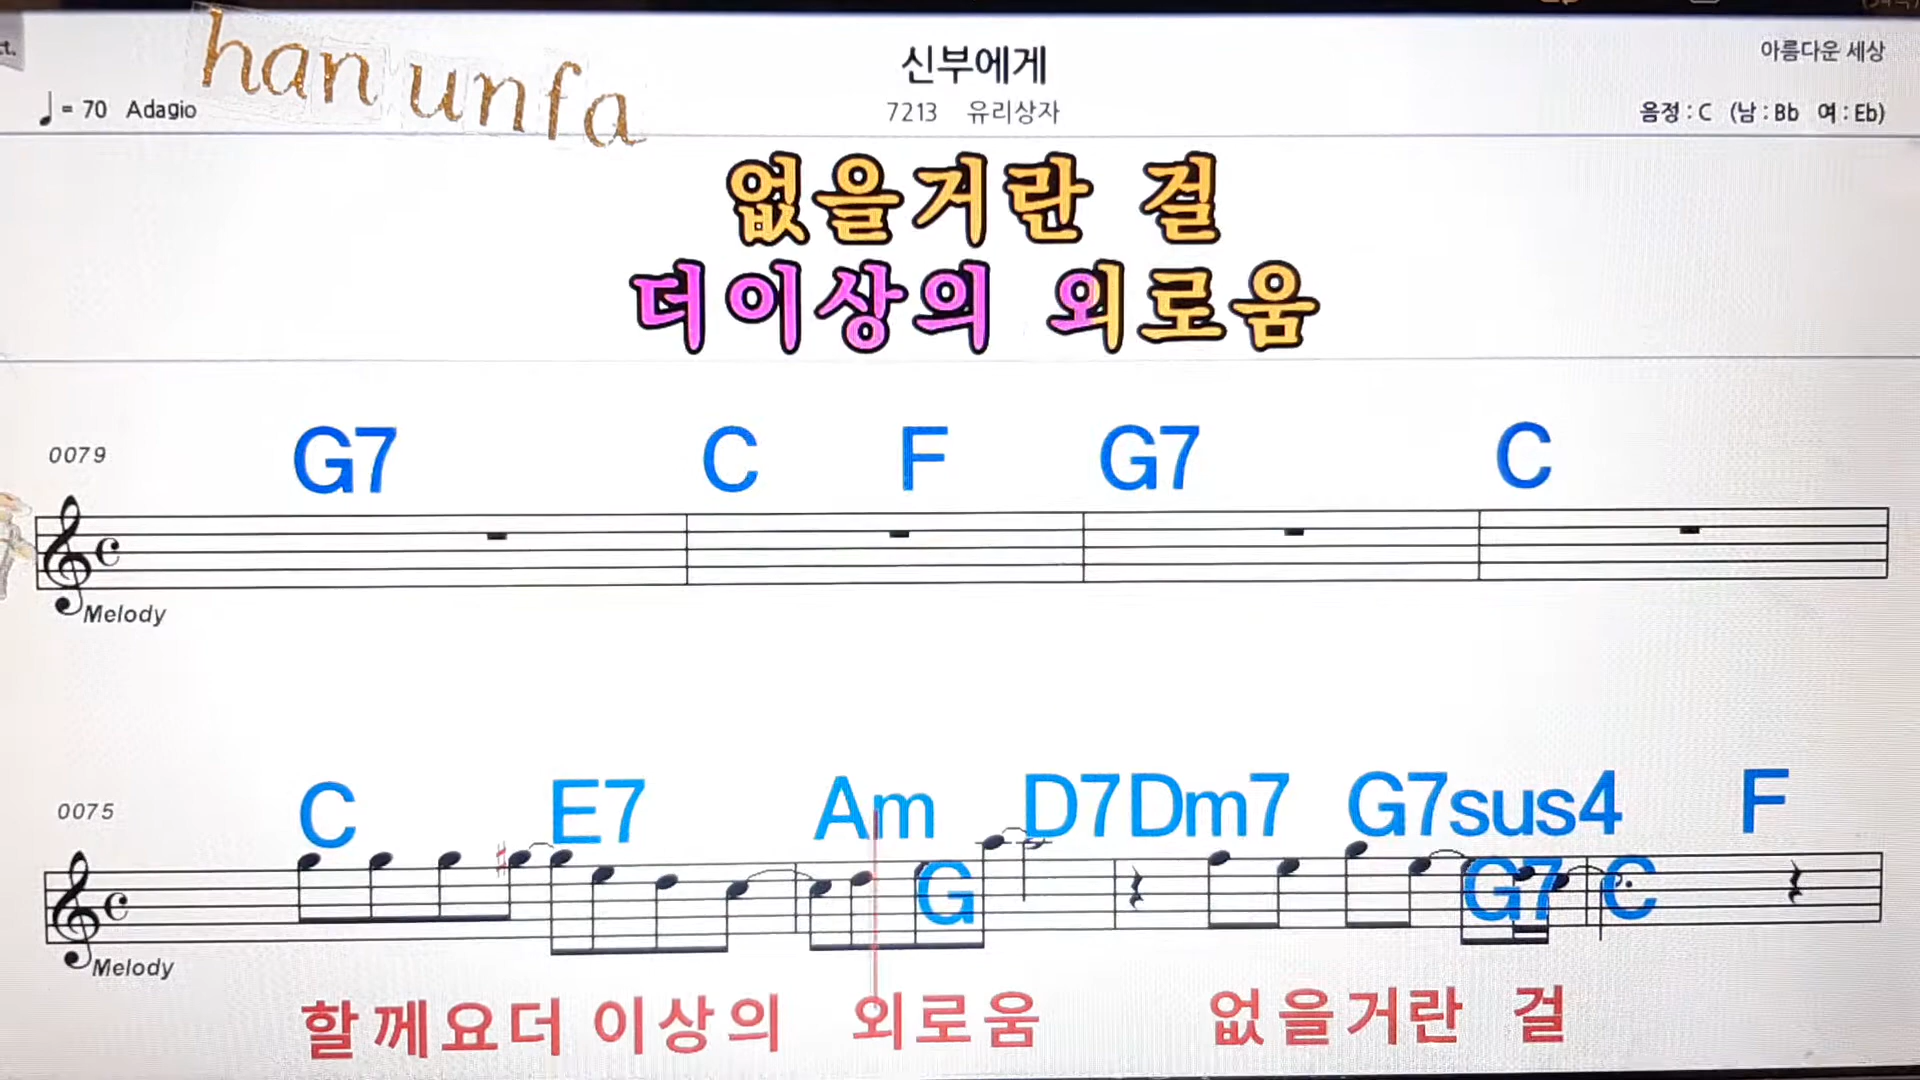 han unfa
신부에게
아름다운 세상
= 70 Adagio
7213 유리상자
음정 : C (남 : Bb 여 : Eb)
없을거란 걸
더이상의 외로움
0079
G7 C F G7 C
Melody
0075
C E7 Am D7 Dm7 G7sus4 F
G G7 C
Melody
할께요더 이상의 외로움 없을거란 걸